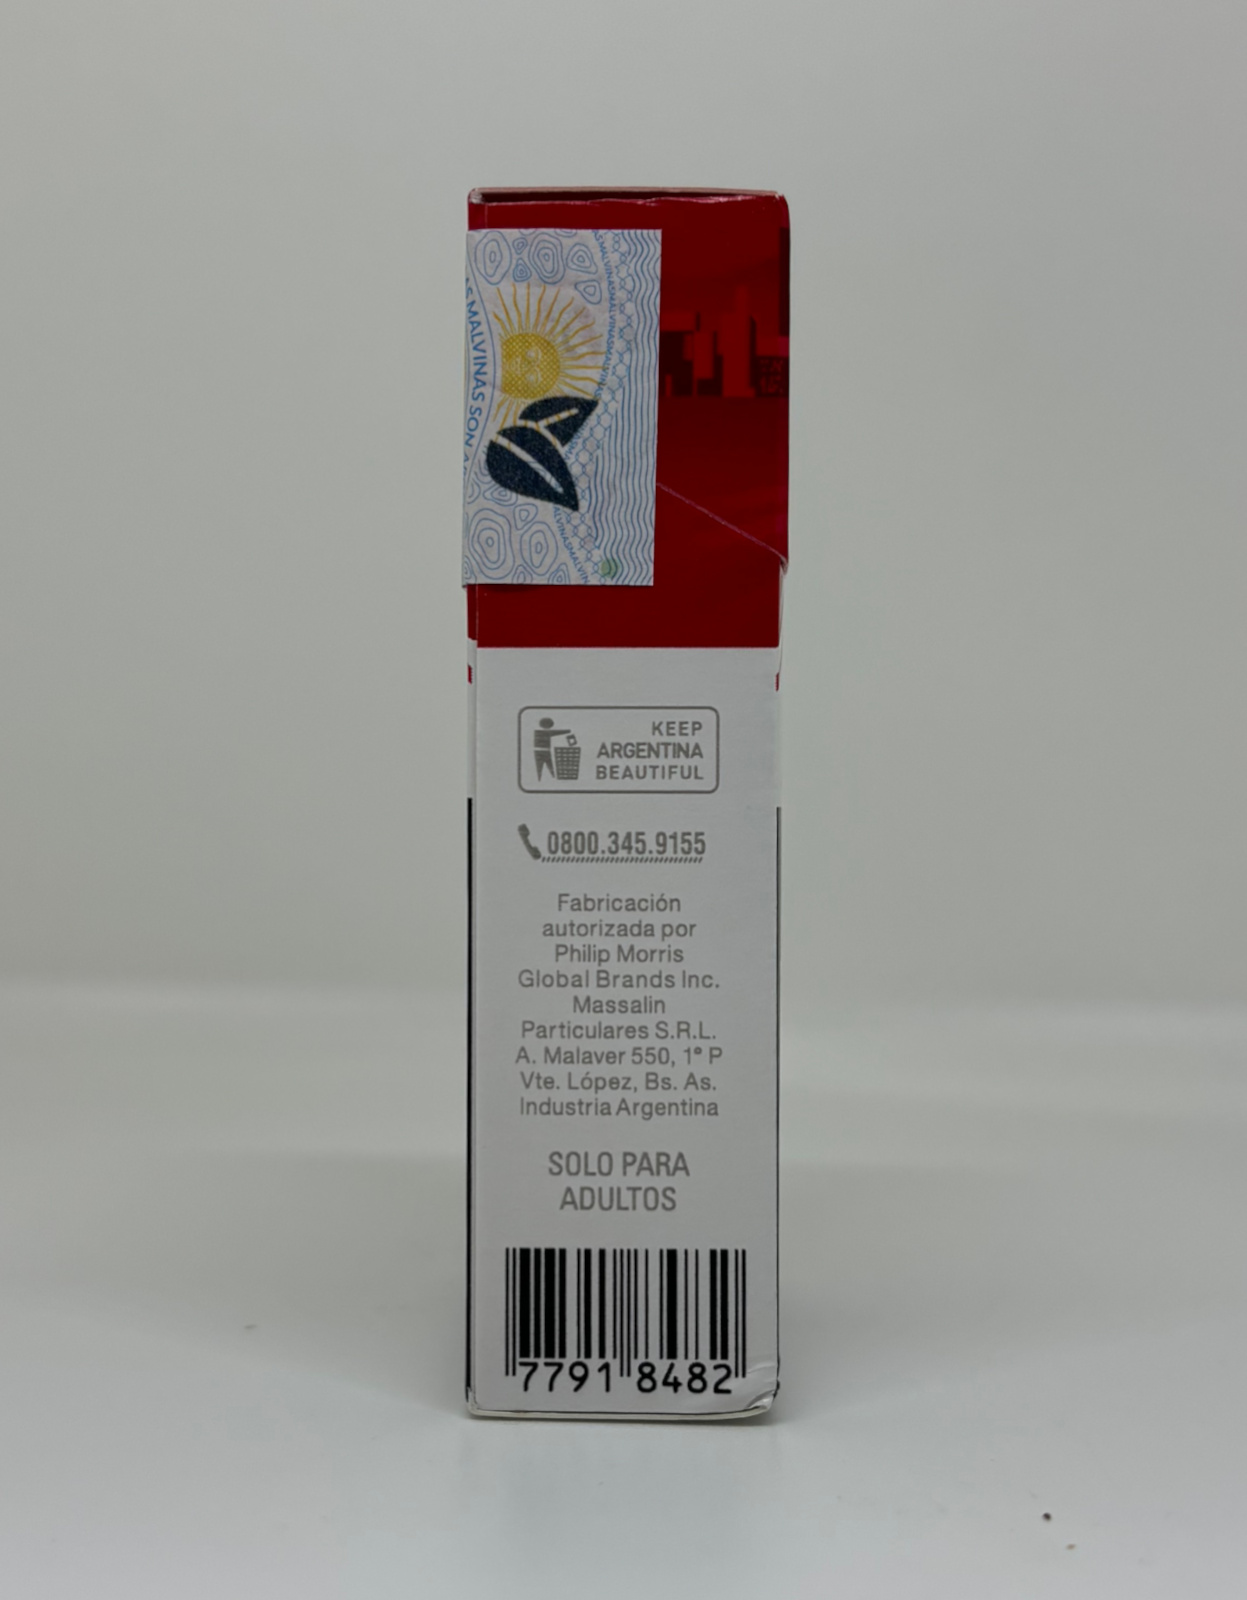 AS MALVINAS SON A
KEEP
ARGENTINA
BEAUTIFUL
0800.345.9155
Fabricación
autorizada por
Philip Morris
Global Brands Inc.
Massalin
Particulares S.R.L.
A. Malaver 550, 1° P
Vte. López, Bs. As.
Industria Argentina
SOLO PARA
ADULTOS
7791 8482